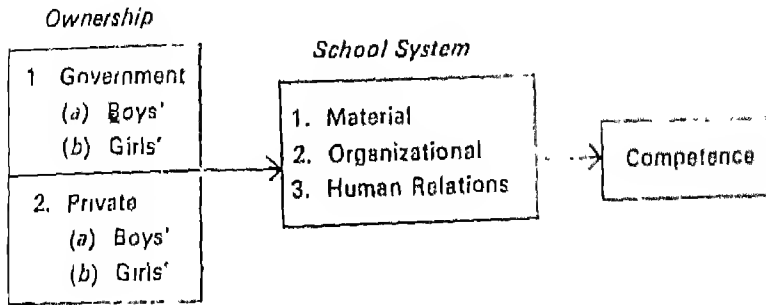 Ownership
1 Government
(a) Boys'
(b) Girls'
2. Private
(a) Boys'
(b) Girls'
School System
1. Material
2. Organizational
3. Human Relations
Competence